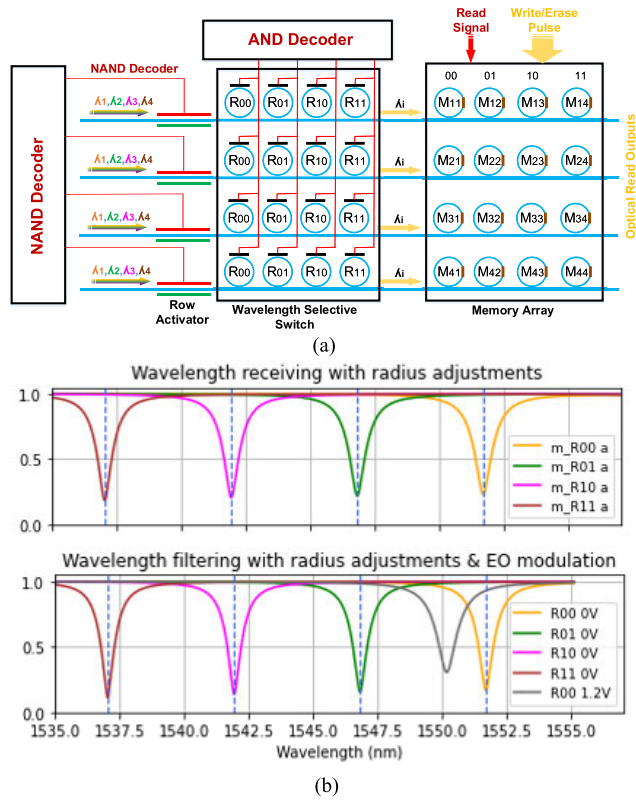 AND Decoder
Read Signal
Write/Erase Pulse
NAND Decoder
NAND Decoder
00 01 10 11
λ1,λ2,λ3,λ4
R00 R01 R10 R11
λi
M11 M12 M13 M14
λ1,λ2,λ3,λ4
R00 R01 R10 R11
λi
M21 M22 M23 M24
λ1,λ2,λ3,λ4
R00 R01 R10 R11
λi
M31 M32 M33 M34
λ1,λ2,λ3,λ4
R00 R01 R10 R11
λi
M41 M42 M43 M44
Optical Read Outputs
Row
Activator
Wavelength Selective
Switch
Memory Array
(a)
Wavelength receiving with radius adjustments
1.0
0.5
0.0
m_R00 a
m_R01 a
m_R10 a
m_R11 a
Wavelength filtering with radius adjustments & EO modulation
1.0
0.5
0.0
R00 0V
R01 0V
R10 0V
R11 0V
R00 1.2V
1535.0 1537.5 1540.0 1542.5 1545.0 1547.5 1550.0 1552.5 1555.0
Wavelength (nm)
(b)